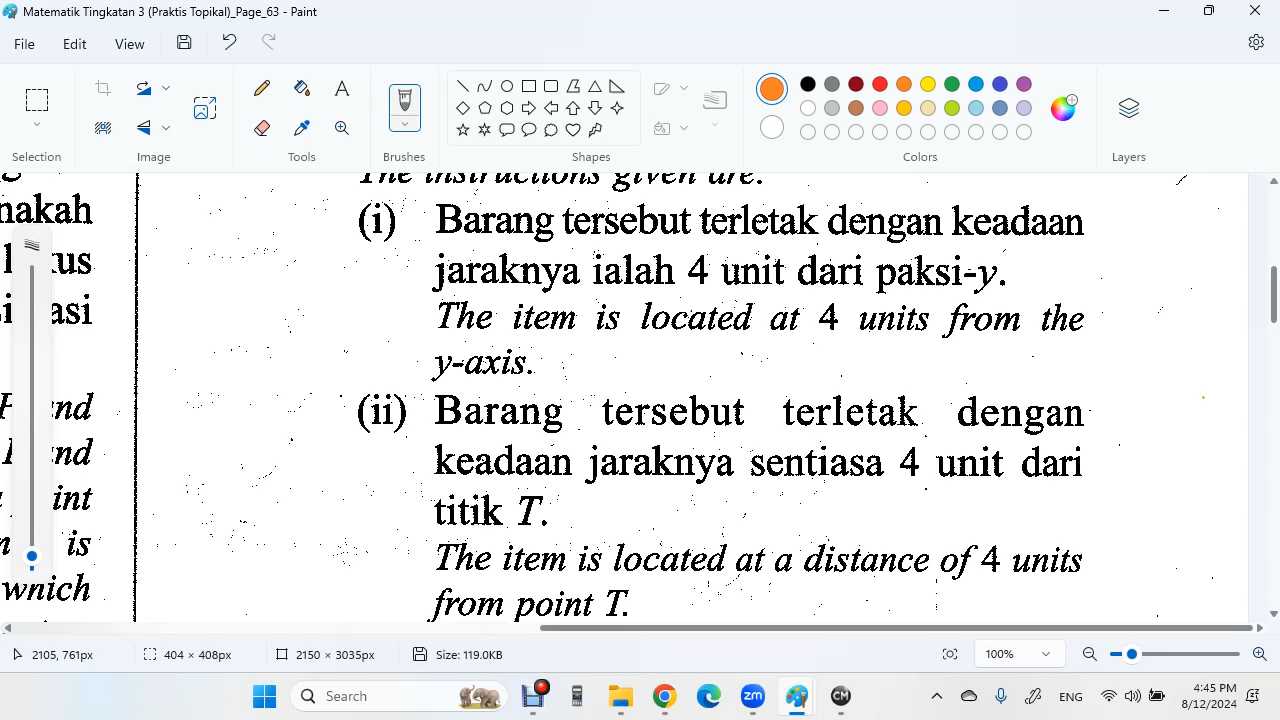 Matematik Tingkatan 3 (Praktis Topikal)_Page_63 - Paint
File Edit View
Selection Image Tools Brushes Shapes Colors Layers
The instructions given are:
nakah
(i) Barang tersebut terletak dengan keadaan
kus
jaraknya ialah 4 unit dari paksi-y.
asi
The item is located at 4 units from the
y-axis.
nd
(ii) Barang tersebut terletak dengan
nd
keadaan jaraknya sentiasa 4 unit dari
int
titik T.
is
The item is located at a distance of 4 units
which
from point T.
2105, 761px 404 × 408px 2150 × 3035px Size: 119.0KB 100%
Search zm CM ENG 4:45 PM
8/12/2024